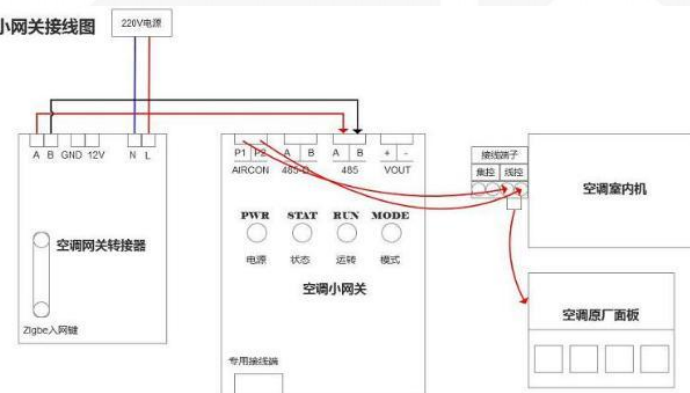 小网关接线图
220V电源
A B GND 12V N L
空调网关转接器
Zigbe入网键
P1 P2 A B A B + -
AIRCON 485-D 485 VOUT
PWR STAT RUN MODE
电源 状态 运转 模式
空调小网关
专用接线端
接线端子
集控 线控
空调室内机
空调原厂面板